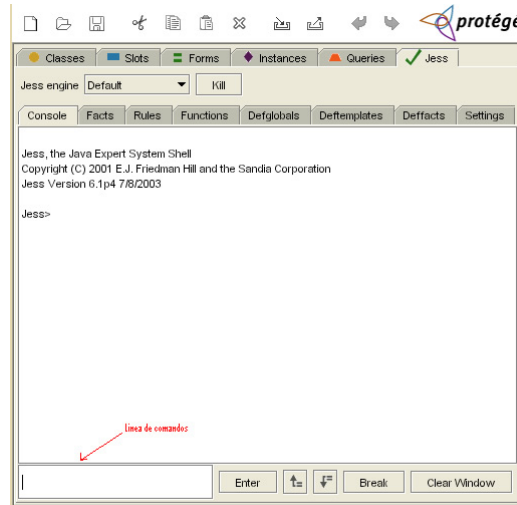 protégé
Classes Slots Forms Instances Queries Jess
Jess engine Default Kill
Console Facts Rules Functions Defglobals Deftemplates Deffacts Settings
Jess, the Java Expert System Shell
Copyright (C) 2001 E.J. Friedman Hill and the Sandia Corporation
Jess Version 6.1p4 7/8/2003
Jess>
Linea de comandos
Enter Break Clear Window